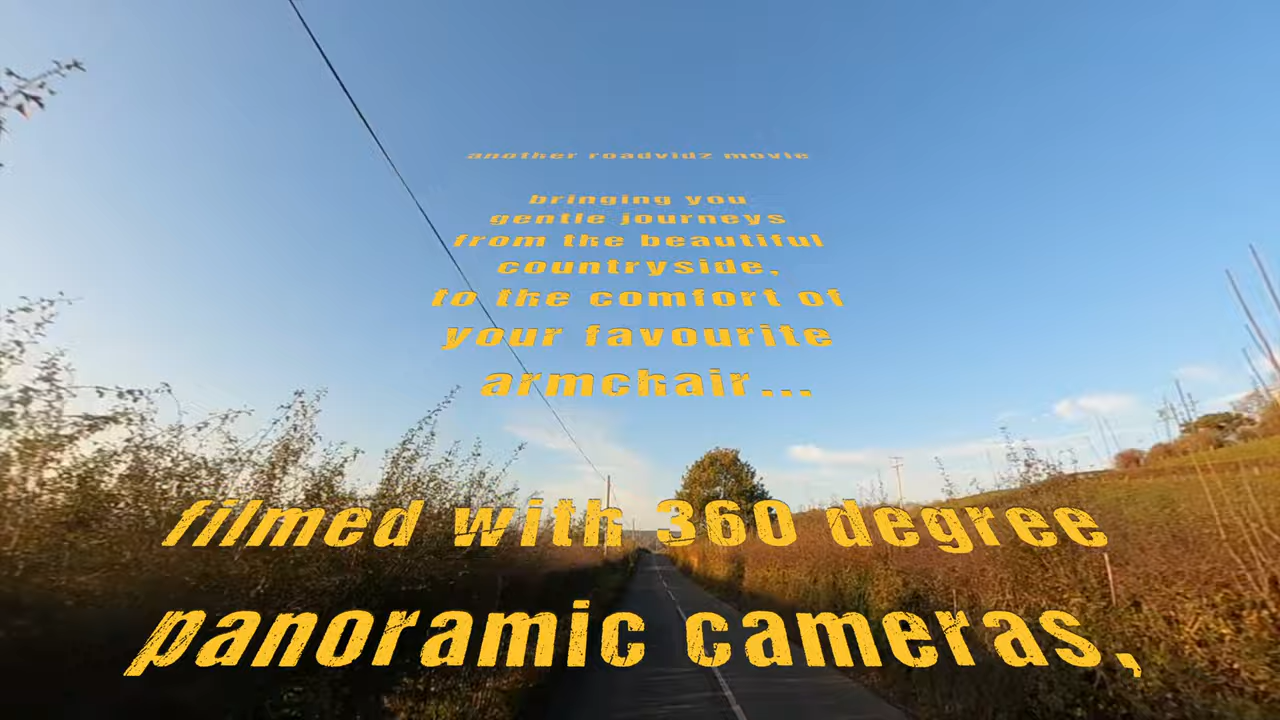 another roadvidz movie
bringing you
gentle journeys
from the beautiful
countryside,
to the comfort of
your favourite
armchair...
filmed with 360 degree
panoramic cameras,